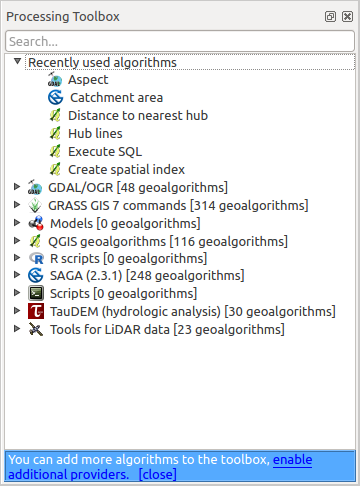 Processing Toolbox
Search...
Recently used algorithms
Aspect
Catchment area
Distance to nearest hub
Hub lines
Execute SQL
Create spatial index
GDAL/OGR [48 geoalgorithms]
GRASS GIS 7 commands [314 geoalgorithms]
Models [0 geoalgorithms]
QGIS geoalgorithms [116 geoalgorithms]
R scripts [0 geoalgorithms]
SAGA (2.3.1) [248 geoalgorithms]
Scripts [0 geoalgorithms]
TauDEM (hydrologic analysis) [30 geoalgorithms]
Tools for LiDAR data [23 geoalgorithms]
You can add more algorithms to the toolbox, enable
additional providers. [close]